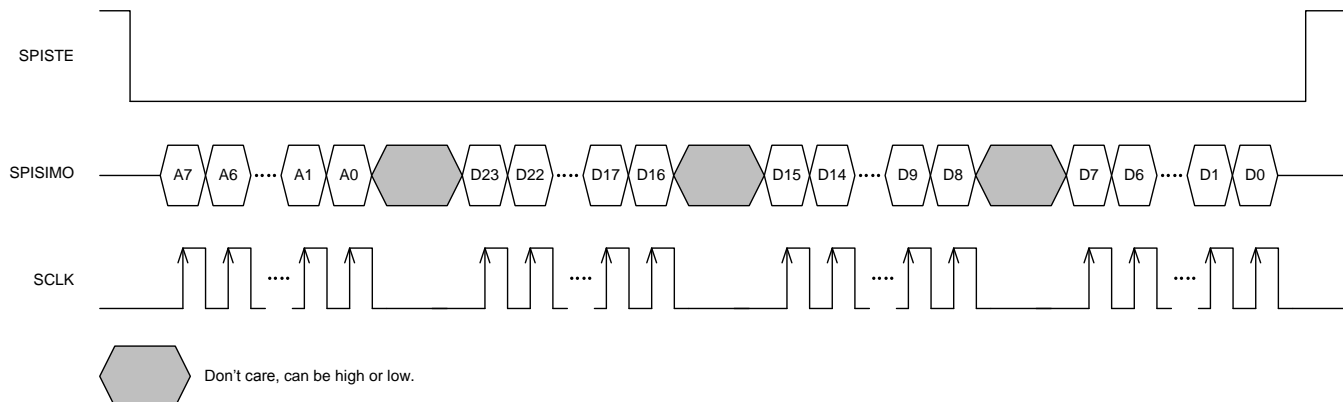 SPISTE
SPISIMO A7 A6 .... A1 A0 D23 D22 .... D17 D16 D15 D14 .... D9 D8 D7 D6 .... D1 D0
SCLK .... .... .... ....
Don’t care, can be high or low.